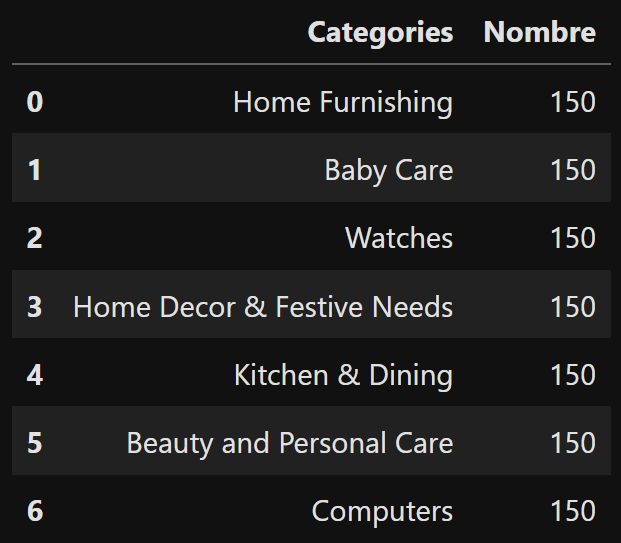 Categories Nombre
0 Home Furnishing 150
1 Baby Care 150
2 Watches 150
3 Home Decor & Festive Needs 150
4 Kitchen & Dining 150
5 Beauty and Personal Care 150
6 Computers 150